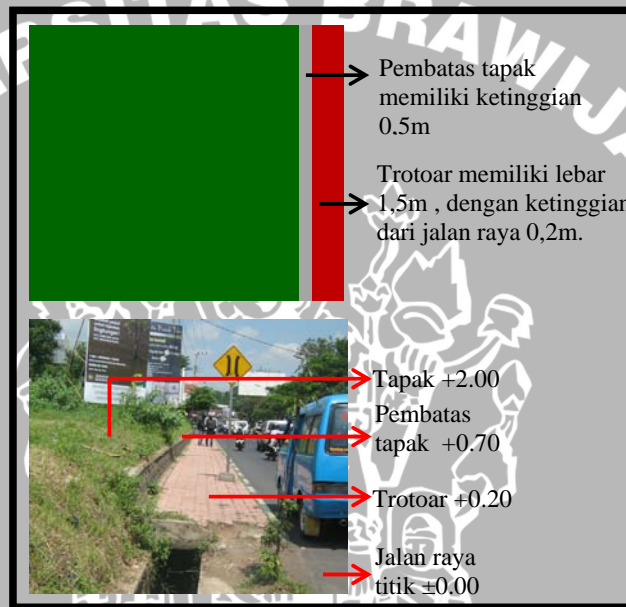 Pembatas tapak
memiliki ketinggian
0,5m
Trotoar memiliki lebar
1,5m , dengan ketinggian
dari jalan raya 0,2m.
Tapak +2.00
Pembatas
tapak +0.70
Trotoar +0.20
Jalan raya
titik ±0.00